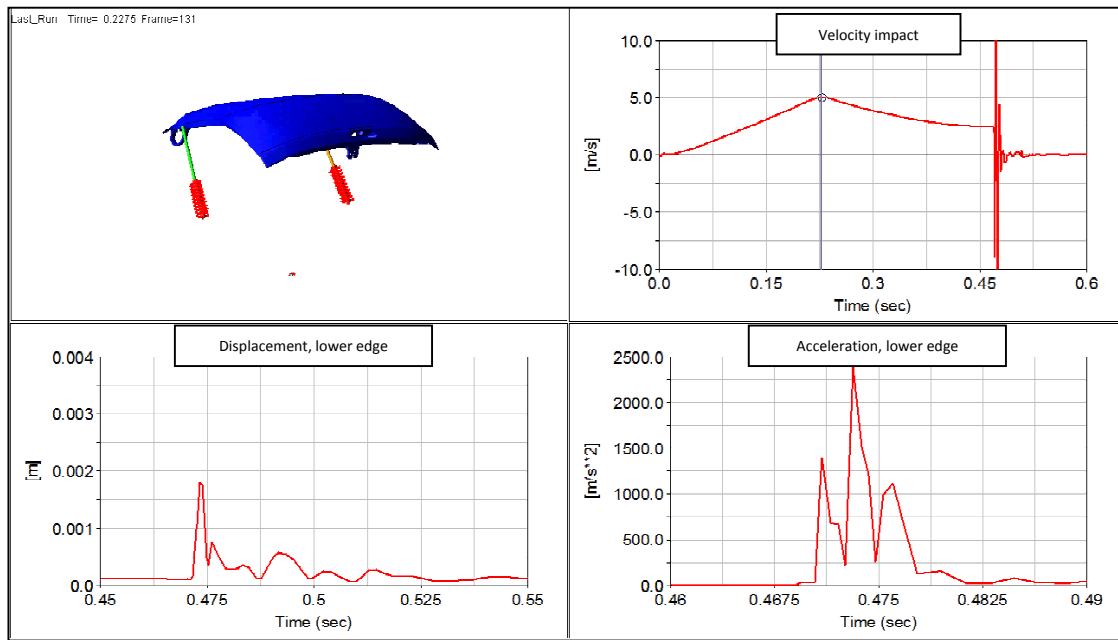 Last_Run Time= 0.2275 Frame=131
Velocity impact
10.0
5.0
0.0
-5.0
-10.0
[m/s]
0.0 0.15 0.3 0.45 0.6
Time (sec)
Displacement, lower edge
0.004
0.003
0.002
0.001
0.0
[m]
0.45 0.475 0.5 0.525 0.55
Time (sec)
Acceleration, lower edge
2500.0
2000.0
1500.0
1000.0
500.0
0.0
[m/s**2]
0.46 0.4675 0.475 0.4825 0.49
Time (sec)